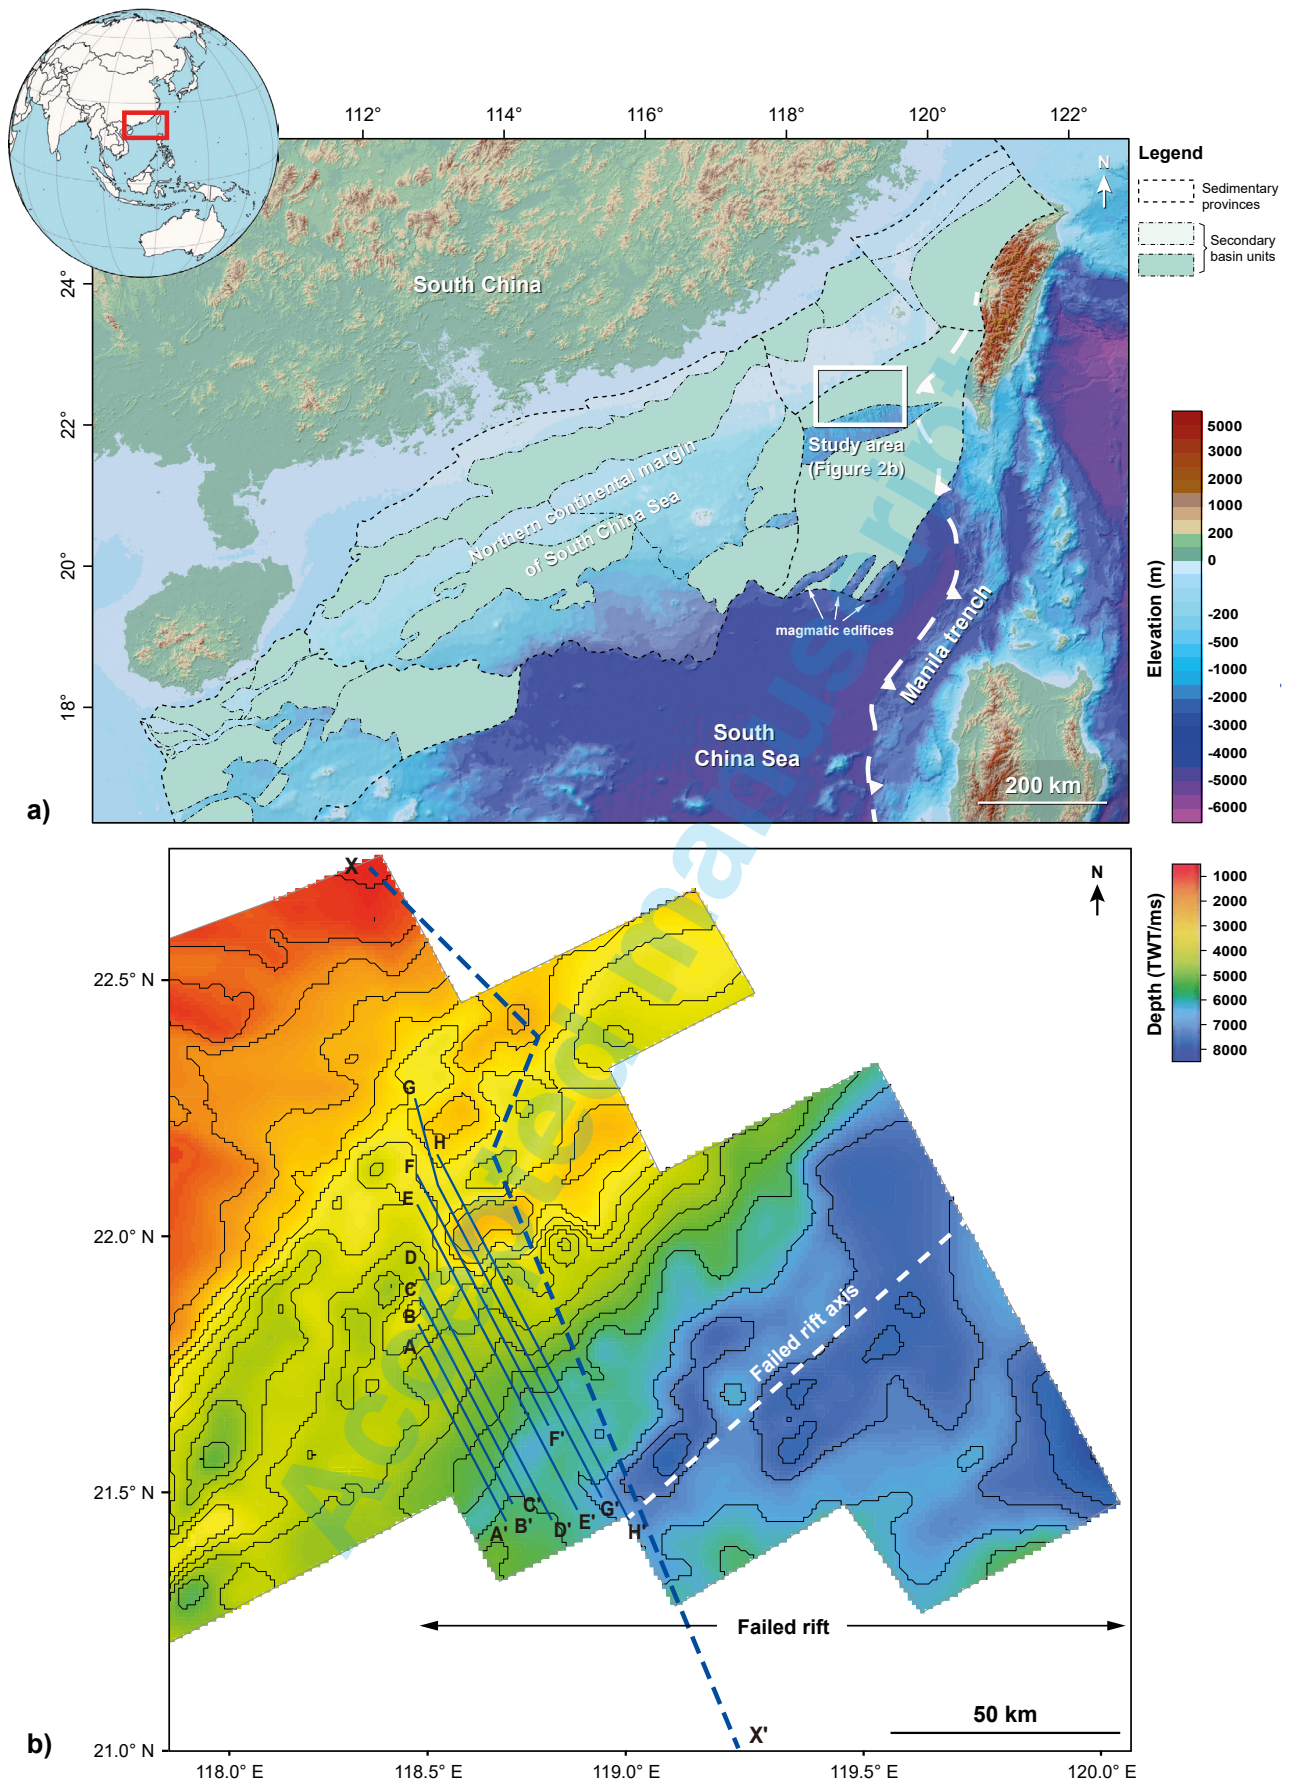 112°
114°
116°
118°
120°
122°
Legend
N
Sedimentary
provinces
Secondary
basin units
South China
24°
22°
20°
18°
Study area
(Figure 2b)
Northern continental margin
of South China Sea
magmatic edifices
Manila trench
South
China Sea
200 km
Elevation (m)
5000
3000
2000
1000
200
0
-200
-500
-1000
-2000
-3000
-4000
-5000
-6000
a)
X
N
Depth (TWT/ms)
1000
2000
3000
4000
5000
6000
7000
8000
22.5° N
22.0° N
21.5° N
21.0° N
G
H
F
E
D
C
B
A
Failed rift axis
F'
C'
G'
A'
B'
D'
E'
H'
Failed rift
50 km
X'
b)
118.0° E
118.5° E
119.0° E
119.5° E
120.0° E
Accepted manuscript